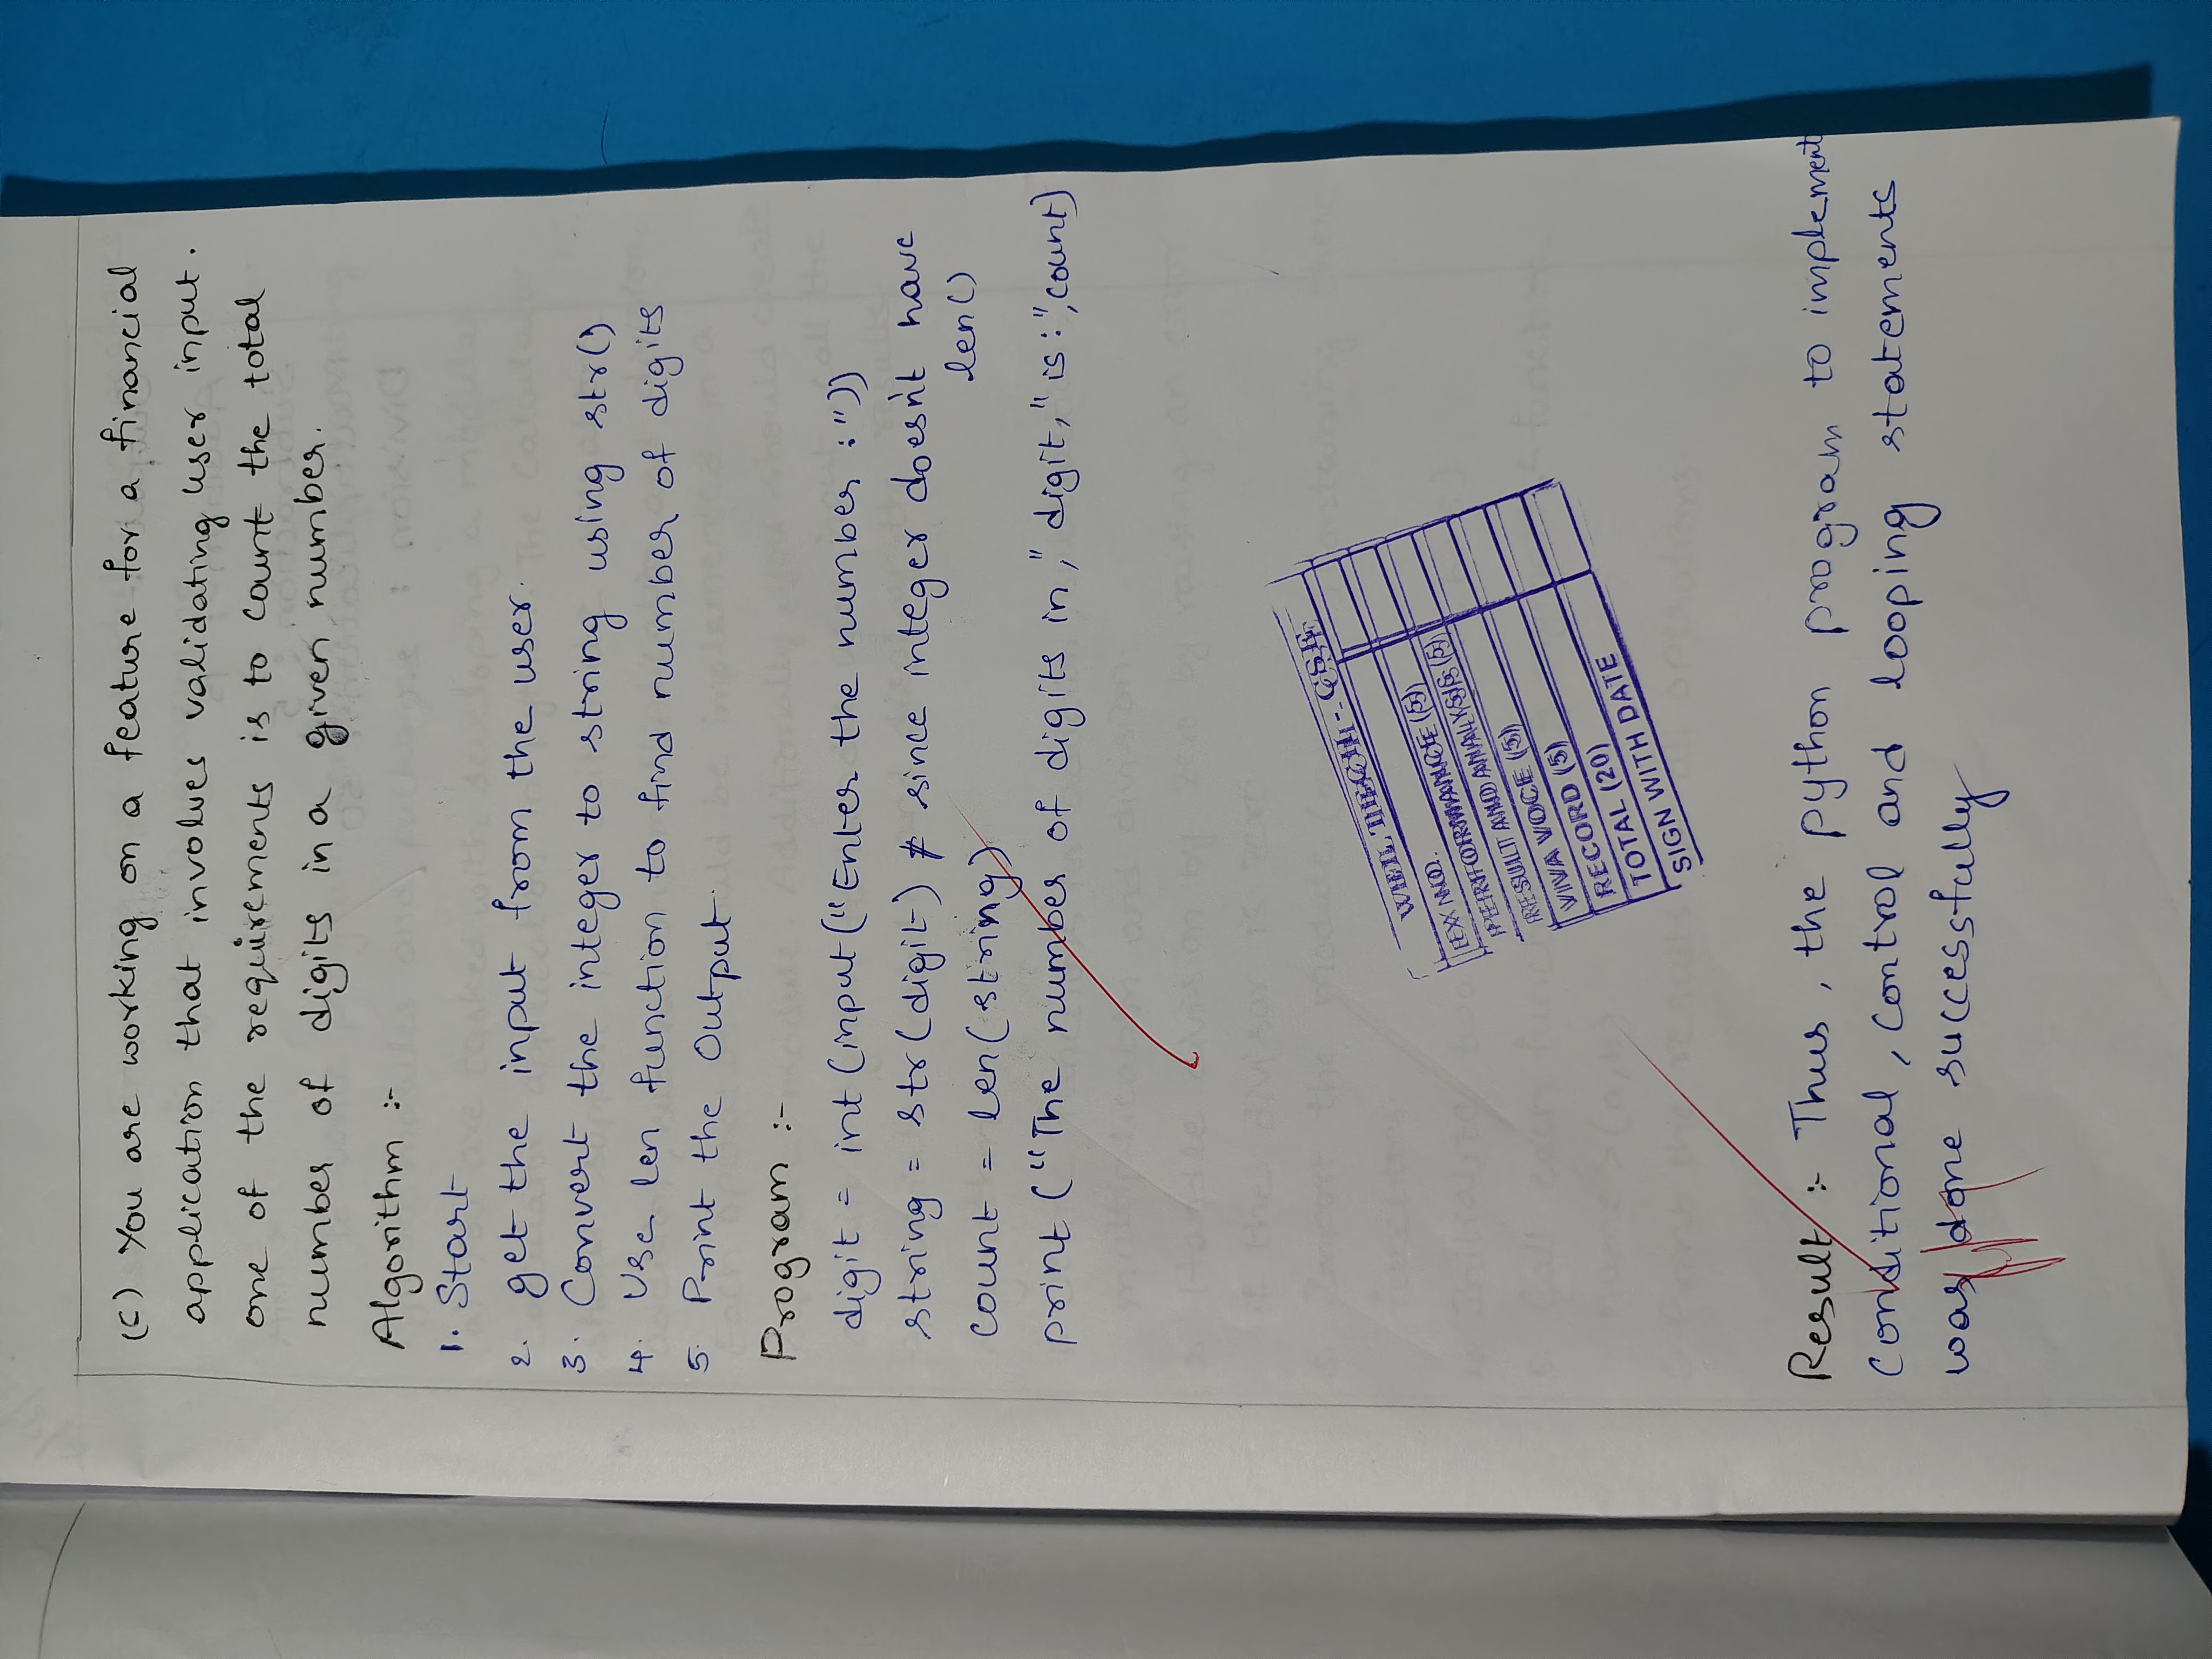 (C) You are working on a feature for a financial
application that involves validating user input.
one of the requirements is to count the total
number of digits in a given number.
Algorithm :-
1. Start
2. get the input from the user.
3. Convert the integer to string using str()
4. Use len function to find number of digits
5. Print the Output.
Program :-
digit = int (input ("Enter the number :"))
string = str (digit) # since integer doesn't have
len()
count = len (string)
print ("The number of digits in," digit," is :", count)
VEL TECH - CSE
EX NO.
PERFORMANCE (5)
RESULT AND ANALYSIS (5)
VIVA VOCE (5)
RECORD (5)
TOTAL (20)
SIGN WITH DATE
Result :- Thus, the python program to implement
Conditional, control and looping statements
was done successfully